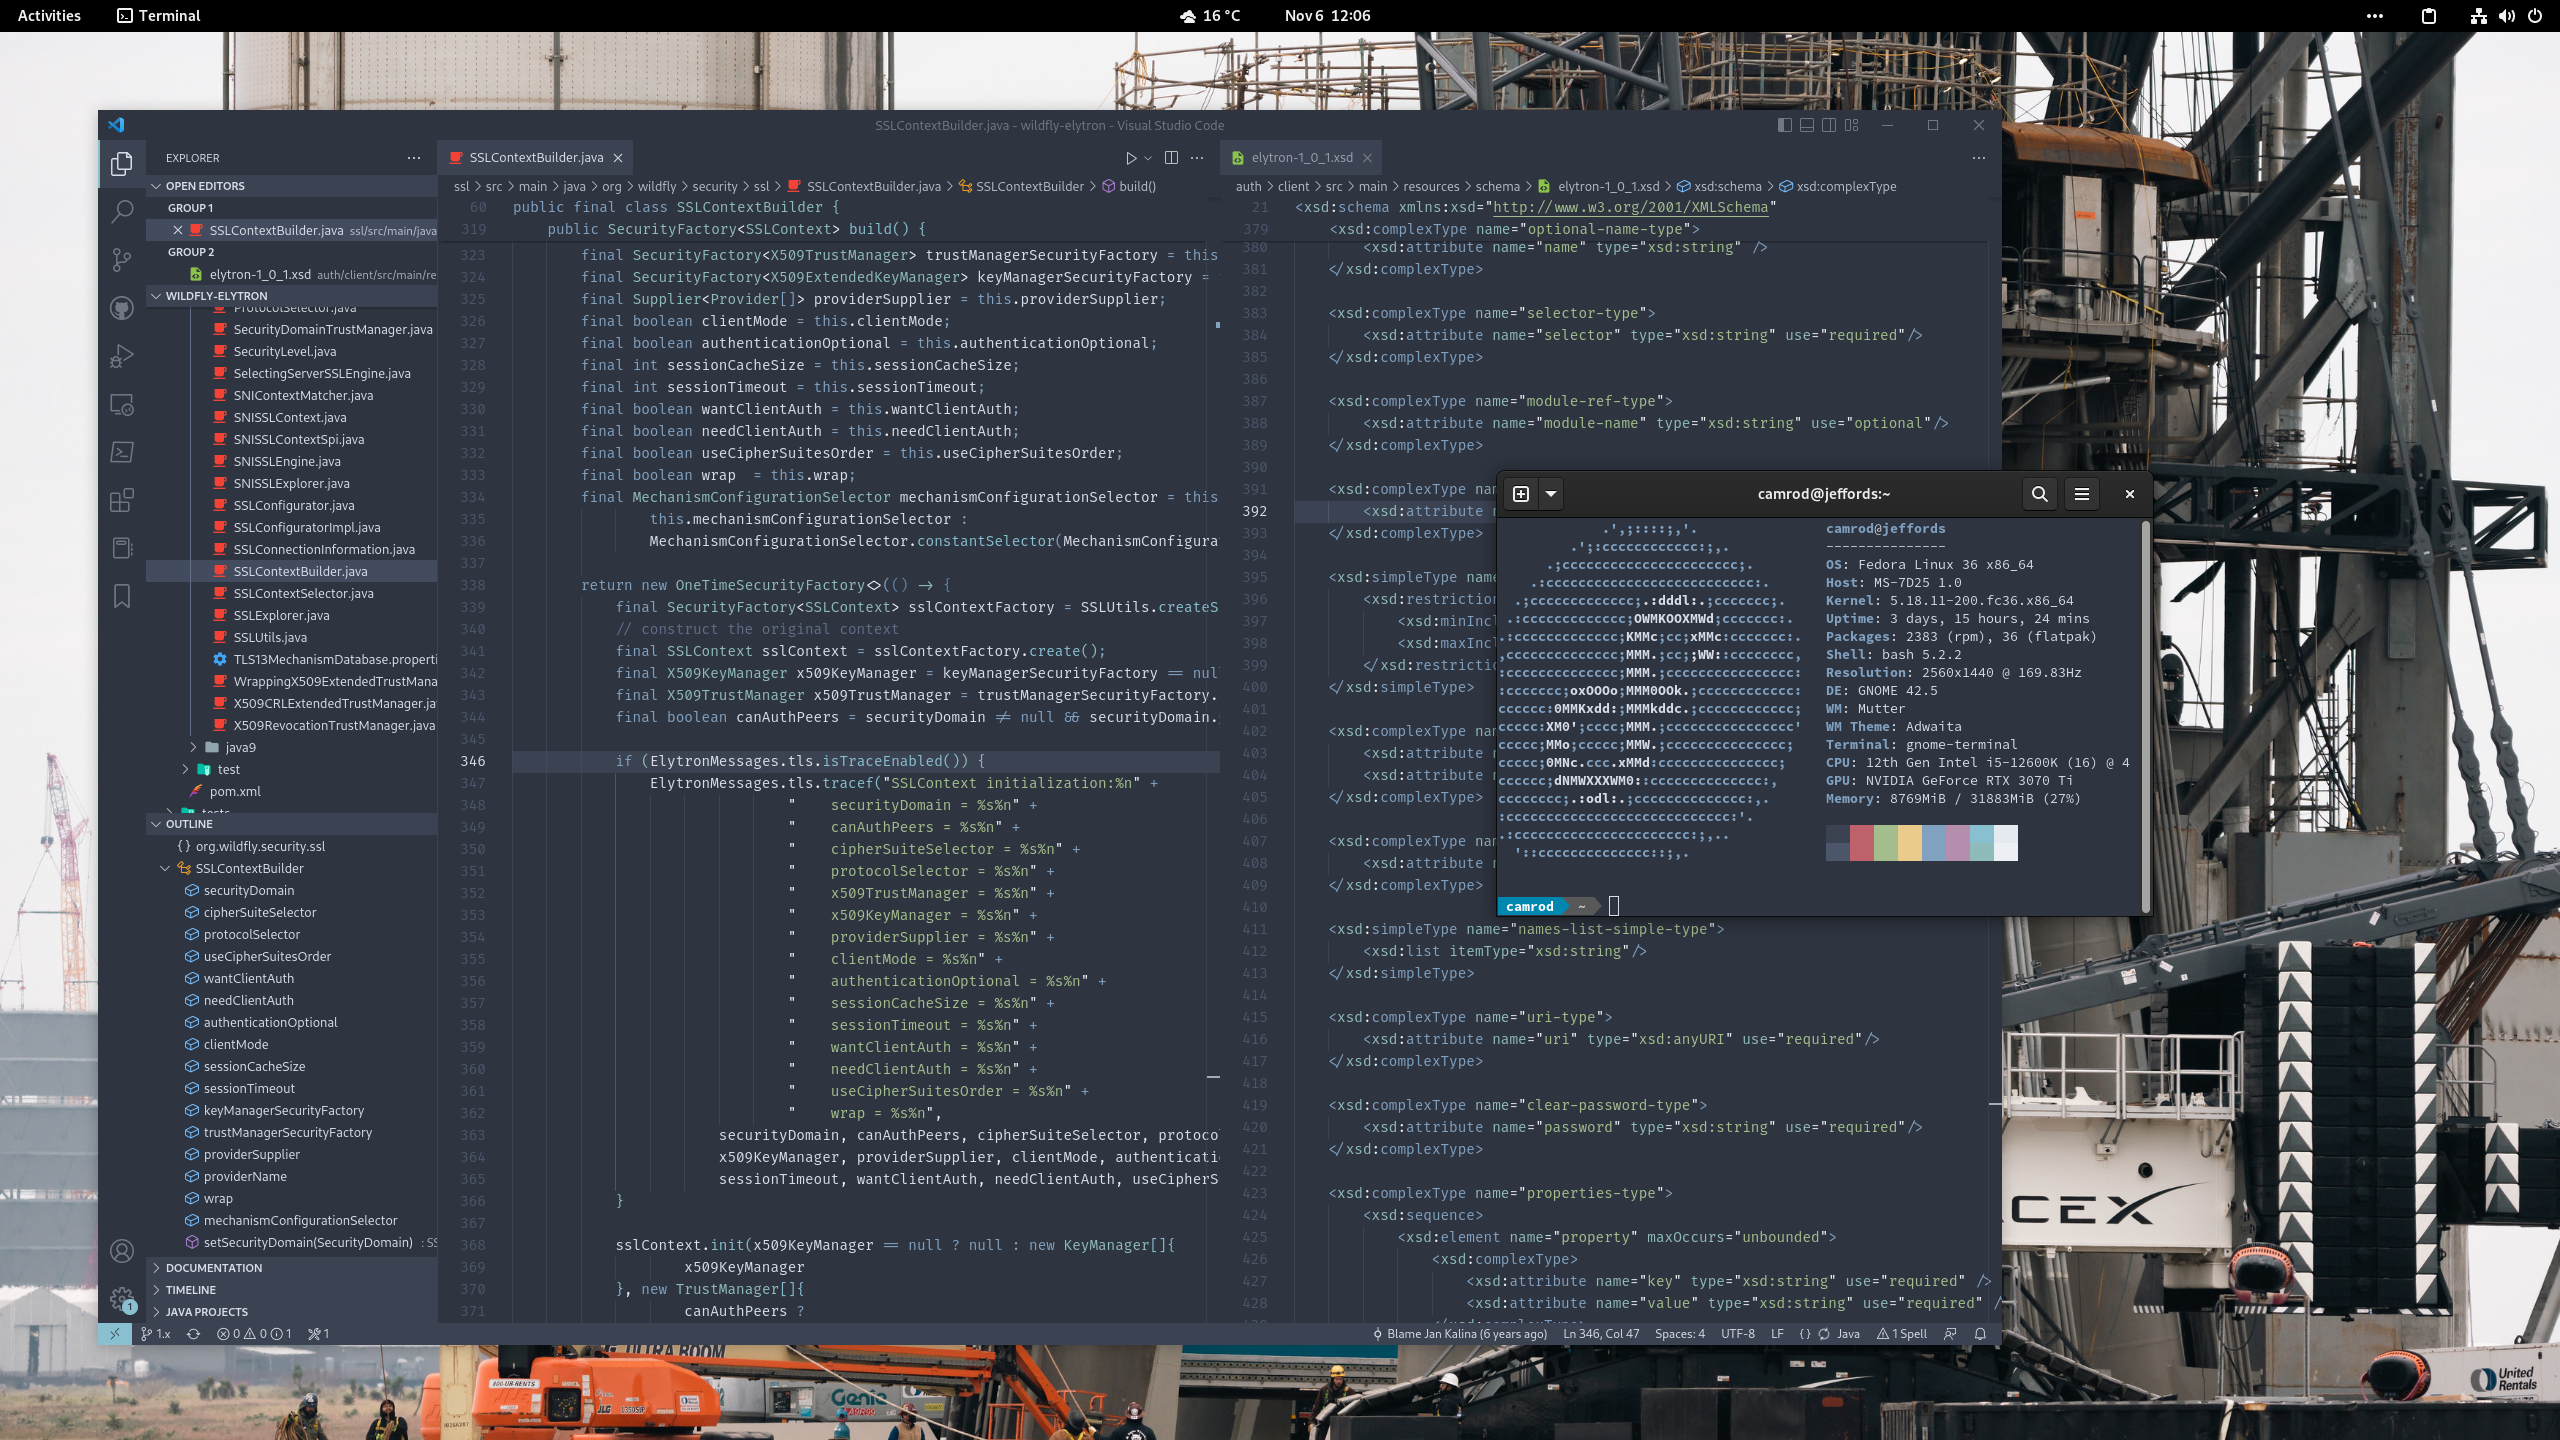 Activities
Terminal
16 °C
Nov 6 12:06
SSLContextBuilder.java - wildfly-elytron - Visual Studio Code
EXPLORER
OPEN EDITORS
GROUP 1
SSLContextBuilder.java ssl/src/main/java
GROUP 2
elytron-1_0_1.xsd auth/client/src/main/re
WILDFLY-ELYTRON
ProtocolSelector.java
SecurityDomainTrustManager.java
SecurityLevel.java
SelectingServerSSLEngine.java
SNIContextMatcher.java
SNISSLContext.java
SNISSLContextSpi.java
SNISSLEngine.java
SNISSLExplorer.java
SSLConfigurator.java
SSLConfiguratorImpl.java
SSLConnectionInformation.java
SSLContextBuilder.java
SSLContextSelector.java
SSLExplorer.java
SSLUtils.java
TLS13MechanismDatabase.properti
WrappingX509ExtendedTrustMana
X509CRLExtendedTrustManager.ja
X509RevocationTrustManager.java
java9
test
pom.xml
tests
OUTLINE
{} org.wildfly.security.ssl
SSLContextBuilder
securityDomain
cipherSuiteSelector
protocolSelector
useCipherSuitesOrder
wantClientAuth
needClientAuth
authenticationOptional
clientMode
sessionCacheSize
sessionTimeout
keyManagerSecurityFactory
trustManagerSecurityFactory
providerSupplier
providerName
wrap
mechanismConfigurationSelector
setSecurityDomain(SecurityDomain) : SS
DOCUMENTATION
TIMELINE
JAVA PROJECTS
SSLContextBuilder.java
ssl > src > main > java > org > wildfly > security > ssl > SSLContextBuilder.java > SSLContextBuilder > build()
60 public final class SSLContextBuilder {
319 public SecurityFactory<SSLContext> build() {
323 final SecurityFactory<X509TrustManager> trustManagerSecurityFactory = this
324 final SecurityFactory<X509ExtendedKeyManager> keyManagerSecurityFactory =
325 final Supplier<Provider[]> providerSupplier = this.providerSupplier;
326 final boolean clientMode = this.clientMode;
327 final boolean authenticationOptional = this.authenticationOptional;
328 final int sessionCacheSize = this.sessionCacheSize;
329 final int sessionTimeout = this.sessionTimeout;
330 final boolean wantClientAuth = this.wantClientAuth;
331 final boolean needClientAuth = this.needClientAuth;
332 final boolean useCipherSuitesOrder = this.useCipherSuitesOrder;
333 final boolean wrap  = this.wrap;
334 final MechanismConfigurationSelector mechanismConfigurationSelector = this
335 this.mechanismConfigurationSelector :
336 MechanismConfigurationSelector.constantSelector(MechanismConfigura
337
338 return new OneTimeSecurityFactory<>(() -> {
339 final SecurityFactory<SSLContext> sslContextFactory = SSLUtils.createS
340 // construct the original context
341 final SSLContext sslContext = sslContextFactory.create();
342 final X509KeyManager x509KeyManager = keyManagerSecurityFactory == nul
343 final X509TrustManager x509TrustManager = trustManagerSecurityFactory.
344 final boolean canAuthPeers = securityDomain != null && securityDomain.
345
346 if (ElytronMessages.tls.isTraceEnabled()) {
347 ElytronMessages.tls.tracef("SSLContext initialization:%n" +
348 "    securityDomain = %s%n" +
349 "    canAuthPeers = %s%n" +
350 "    cipherSuiteSelector = %s%n" +
351 "    protocolSelector = %s%n" +
352 "    x509TrustManager = %s%n" +
353 "    x509KeyManager = %s%n" +
354 "    providerSupplier = %s%n" +
355 "    clientMode = %s%n" +
356 "    authenticationOptional = %s%n" +
357 "    sessionCacheSize = %s%n" +
358 "    sessionTimeout = %s%n" +
359 "    wantClientAuth = %s%n" +
360 "    needClientAuth = %s%n" +
361 "    useCipherSuitesOrder = %s%n" +
362 "    wrap = %s%n",
363 securityDomain, canAuthPeers, cipherSuiteSelector, protoco
364 x509KeyManager, providerSupplier, clientMode, authenticati
365 sessionTimeout, wantClientAuth, needClientAuth, useCipherS
366 }
367
368 sslContext.init(x509KeyManager == null ? null : new KeyManager[]{
369 x509KeyManager
370 }, new TrustManager[]{
371 canAuthPeers ?
elytron-1_0_1.xsd
auth > client > src > main > resources > schema > elytron-1_0_1.xsd > xsd:schema > xsd:complexType
21 <xsd:schema xmlns:xsd="http://www.w3.org/2001/XMLSchema"
379 <xsd:complexType name="optional-name-type">
380 <xsd:attribute name="name" type="xsd:string" />
381 </xsd:complexType>
382
383 <xsd:complexType name="selector-type">
384 <xsd:attribute name="selector" type="xsd:string" use="required"/>
385 </xsd:complexType>
386
387 <xsd:complexType name="module-ref-type">
388 <xsd:attribute name="module-name" type="xsd:string" use="optional"/>
389 </xsd:complexType>
390
391 <xsd:complexType na
392 <xsd:attribute n
393 </xsd:complexType>
394
395 <xsd:simpleType name
396 <xsd:restriction
397 <xsd:minIncl
398 <xsd:maxIncl
399 </xsd:restrictio
400 </xsd:simpleType>
401
402 <xsd:complexType na
403 <xsd:attribute n
404 <xsd:attribute n
405 </xsd:complexType>
406
407 <xsd:complexType na
408 <xsd:attribute n
409 </xsd:complexType>
410
411 <xsd:simpleType name="names-list-simple-type">
412 <xsd:list itemType="xsd:string"/>
413 </xsd:simpleType>
414
415 <xsd:complexType name="uri-type">
416 <xsd:attribute name="uri" type="xsd:anyURI" use="required"/>
417 </xsd:complexType>
418
419 <xsd:complexType name="clear-password-type">
420 <xsd:attribute name="password" type="xsd:string" use="required"/>
421 </xsd:complexType>
422
423 <xsd:complexType name="properties-type">
424 <xsd:sequence>
425 <xsd:element name="property" maxOccurs="unbounded">
426 <xsd:complexType>
427 <xsd:attribute name="key" type="xsd:string" use="required" />
428 <xsd:attribute name="value" type="xsd:string" use="required" /
camrod@jeffords:~
camrod@jeffords
---------------
OS: Fedora Linux 36 x86_64
Host: MS-7D25 1.0
Kernel: 5.18.11-200.fc36.x86_64
Uptime: 3 days, 15 hours, 24 mins
Packages: 2383 (rpm), 36 (flatpak)
Shell: bash 5.2.2
Resolution: 2560x1440 @ 169.83Hz
DE: GNOME 42.5
WM: Mutter
WM Theme: Adwaita
Terminal: gnome-terminal
CPU: 12th Gen Intel i5-12600K (16) @ 4
GPU: NVIDIA GeForce RTX 3070 Ti
Memory: 8769MiB / 31883MiB (27%)
camrod ~
1
1.x
0 0 1
1
Blame Jan Kalina (6 years ago)
Ln 346, Col 47
Spaces: 4
UTF-8
LF
{} Java
1 Spell
CEX
ULTRA BOOM
800-UR-RENTS
JLG
Genie
United Rentals